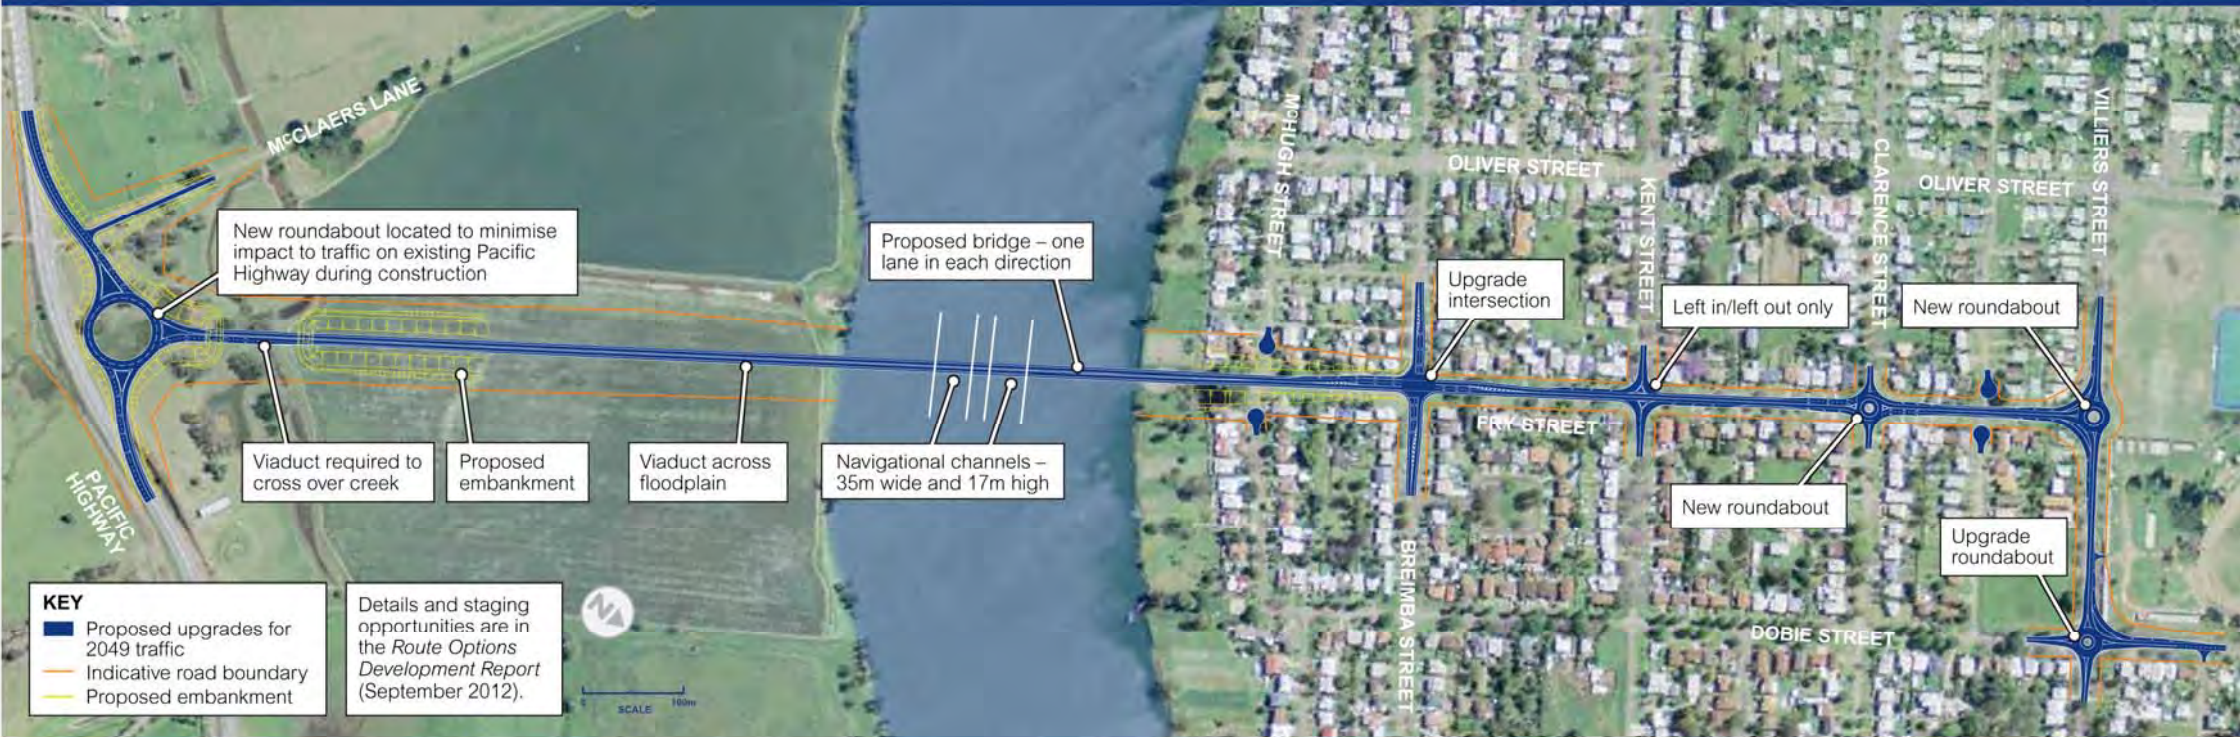 McCLAERS LANE
New roundabout located to minimise
impact to traffic on existing Pacific
Highway during construction
Proposed bridge – one
lane in each direction
McHUGH STREET
OLIVER STREET
KENT STREET
CLARENCE STREET
OLIVER STREET
VILLIERS STREET
Upgrade
intersection
Left in/left out only
New roundabout
Viaduct required to
cross over creek
Proposed
embankment
Viaduct across
floodplain
Navigational channels –
35m wide and 17m high
FRY STREET
New roundabout
Upgrade
roundabout
PACIFIC
HIGHWAY
BREIMBA STREET
DOBIE STREET
KEY
Proposed upgrades for
2049 traffic
Indicative road boundary
Proposed embankment
Details and staging
opportunities are in
the Route Options
Development Report
(September 2012).
N
0 100m
SCALE